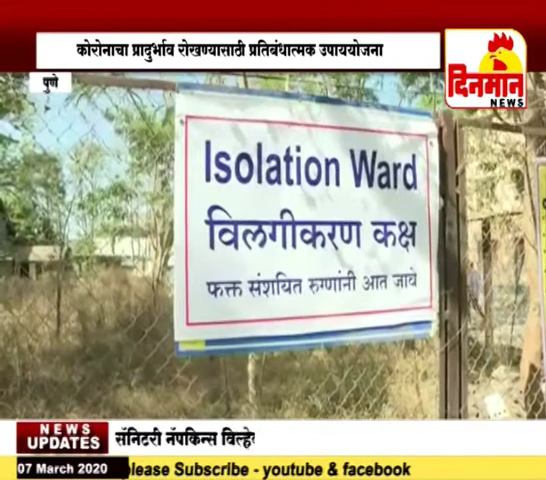 कोरोनाचा प्रादुर्भाव रोखण्यासाठी प्रतिबंधात्मक उपाययोजना
पुणे
दिनमान
NEWS
Isolation Ward
विलगीकरण कक्ष
फक्त संशयित रुग्णांनी आत जावे
NEWS
UPDATES
सॅनिटरी नॅपकिन्स
07 March 2020
please Subscribe - youtube & facebook